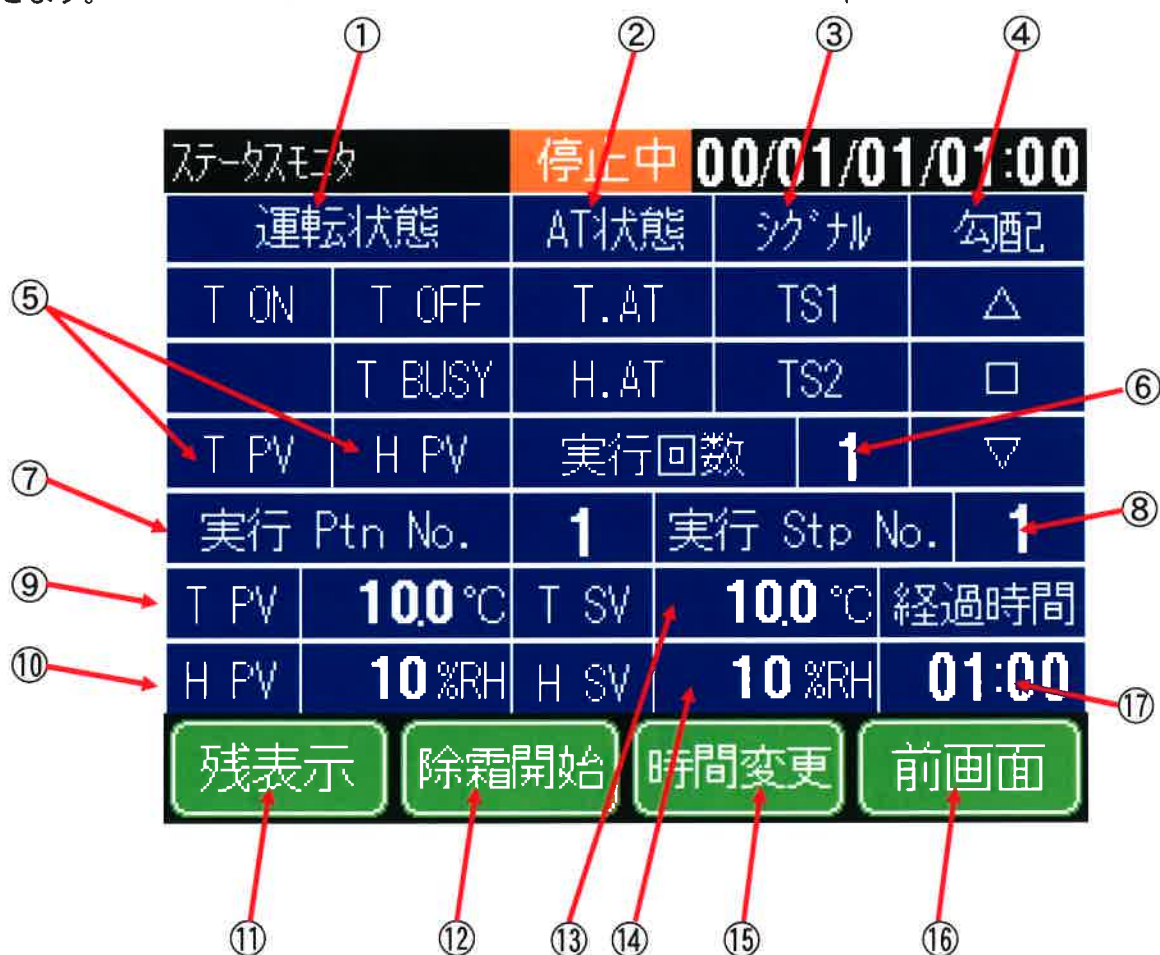 ① ② ③ ④
ステータスモニタ 停止中 00/01/01/01:00
運転状態 AT状態 シグナル 勾配
⑤ T ON T OFF T.AT TS1 △
T BUSY H.AT TS2 □ ⑥
T PV H PV 実行回数 1 ▽
⑦ 実行 Ptn No. 1 実行 Stp No. 1 ⑧
⑨ T PV 10.0 ℃ T SV 10.0 ℃ 経過時間
⑩ H PV 10 %RH H SV 10 %RH 01:00 ⑰
残表示 除霜開始 時間変更 前画面
⑪ ⑫ ⑬ ⑭ ⑮ ⑯